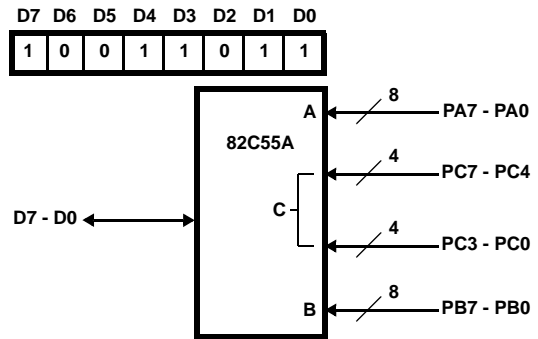 D7 D6 D5 D4 D3 D2 D1 D0
1 0 0 1 1 0 1 1
8
A PA7 - PA0
82C55A
4
PC7 - PC4
C
D7 - D0
4
PC3 - PC0
8
B PB7 - PB0